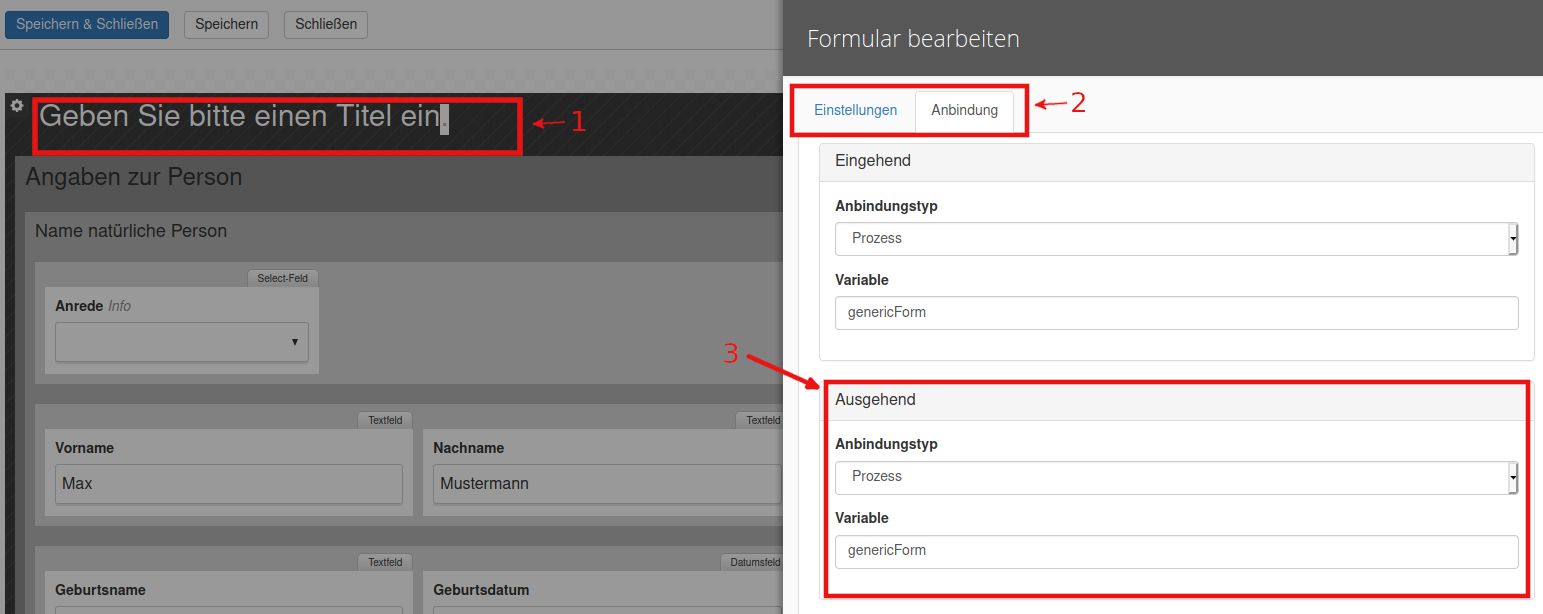 Speichern & Schließen Speichern Schließen
Geben Sie bitte einen Titel ein.
1
Angaben zur Person
Name natürliche Person
Select-Feld
Anrede Info
Textfeld Textfeld
Vorname Nachname
Max Mustermann
Textfeld Datumsfeld
Geburtsname Geburtsdatum
Formular bearbeiten
Einstellungen Anbindung
2
Eingehend
Anbindungstyp
Prozess
Variable
genericForm
3
Ausgehend
Anbindungstyp
Prozess
Variable
genericForm